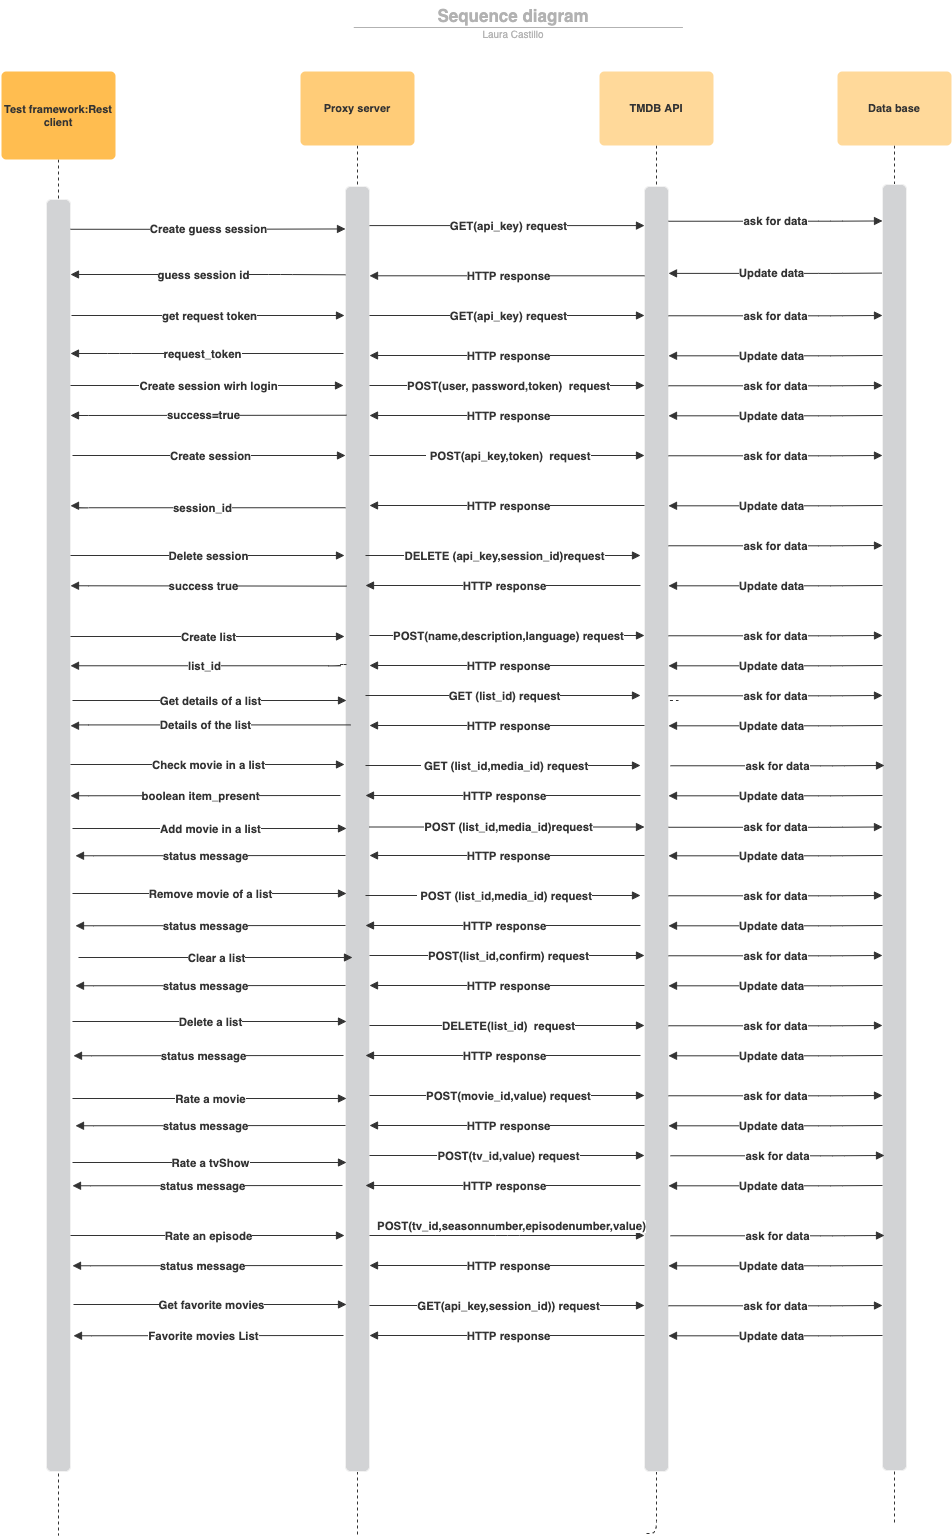 Sequence diagram
Laura Castillo
Test framework:Rest
client
Proxy server
TMDB API
Data base
Create guess session
GET(api_key) request
ask for data
guess session id
HTTP response
Update data
get request token
GET(api_key) request
ask for data
request_token
HTTP response
Update data
Create session wirh login
POST(user, password,token)  request
ask for data
success=true
HTTP response
Update data
Create session
POST(api_key,token)  request
ask for data
session_id
HTTP response
Update data
Delete session
DELETE (api_key,session_id)request
ask for data
success true
HTTP response
Update data
Create list
POST(name,description,language) request
ask for data
list_id
HTTP response
Update data
Get details of a list
GET (list_id) request
ask for data
Details of the list
HTTP response
Update data
Check movie in a list
GET (list_id,media_id) request
ask for data
boolean item_present
HTTP response
Update data
Add movie in a list
POST (list_id,media_id)request
ask for data
status message
HTTP response
Update data
Remove movie of a list
POST (list_id,media_id) request
ask for data
status message
HTTP response
Update data
Clear a list
POST(list_id,confirm) request
ask for data
status message
HTTP response
Update data
Delete a list
DELETE(list_id)  request
ask for data
status message
HTTP response
Update data
Rate a movie
POST(movie_id,value) request
ask for data
status message
HTTP response
Update data
Rate a tvShow
POST(tv_id,value) request
ask for data
status message
HTTP response
Update data
Rate an episode
POST(tv_id,seasonnumber,episodenumber,value)
ask for data
status message
HTTP response
Update data
Get favorite movies
GET(api_key,session_id)) request
ask for data
Favorite movies List
HTTP response
Update data